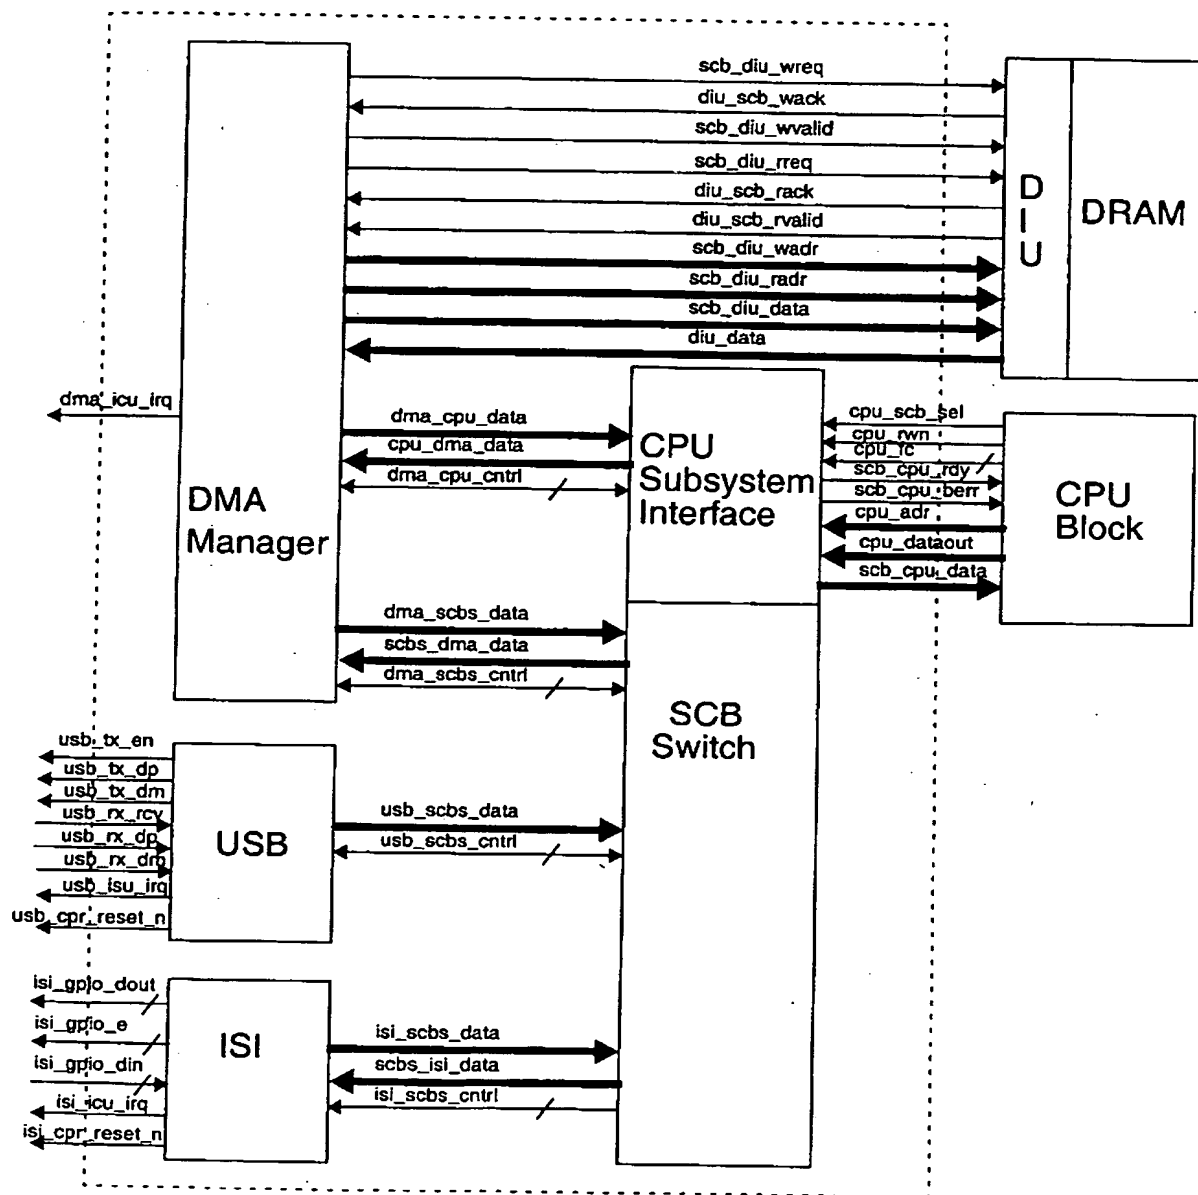 scb_diu_wreq
diu_scb_wack
scb_diu_wvalid
scb_diu_rreq
diu_scb_rack
diu_scb_rvalid
scb_diu_wadr
scb_diu_radr
scb_diu_data
diu_data
DIU
DRAM
dma_icu_irq
DMA
Manager
dma_cpu_data
cpu_dma_data
dma_cpu_cntrl
CPU
Subsystem
Interface
cpu_scb_sel
cpu_rwn
cpu_fc
scb_cpu_rdy
scb_cpu_berr
cpu_adr
cpu_dataout
scb_cpu_data
CPU
Block
dma_scbs_data
scbs_dma_data
dma_scbs_cntrl
SCB
Switch
usb_tx_en
usb_tx_dp
usb_tx_dm
usb_rx_rcv
usb_rx_dp
usb_rx_dm
usb_isu_irq
usb_cpr_reset_n
USB
usb_scbs_data
usb_scbs_cntrl
isi_gpio_dout
isi_gpio_e
isi_gpio_din
isi_icu_irq
isi_cpr_reset_n
ISI
isi_scbs_data
scbs_isi_data
isi_scbs_cntrl